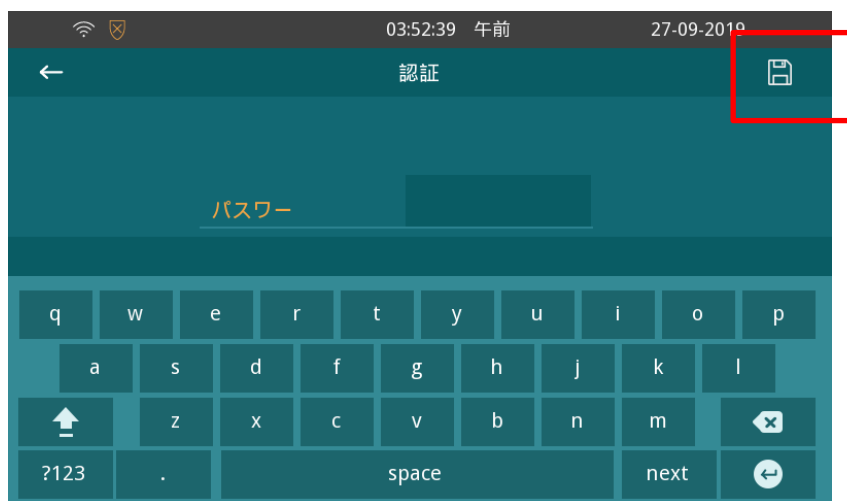 03:52:39 午前 27-09-2019
認証
パスワー
q w e r t y u i o p
a s d f g h j k l
z x c v b n m
?123 . space next